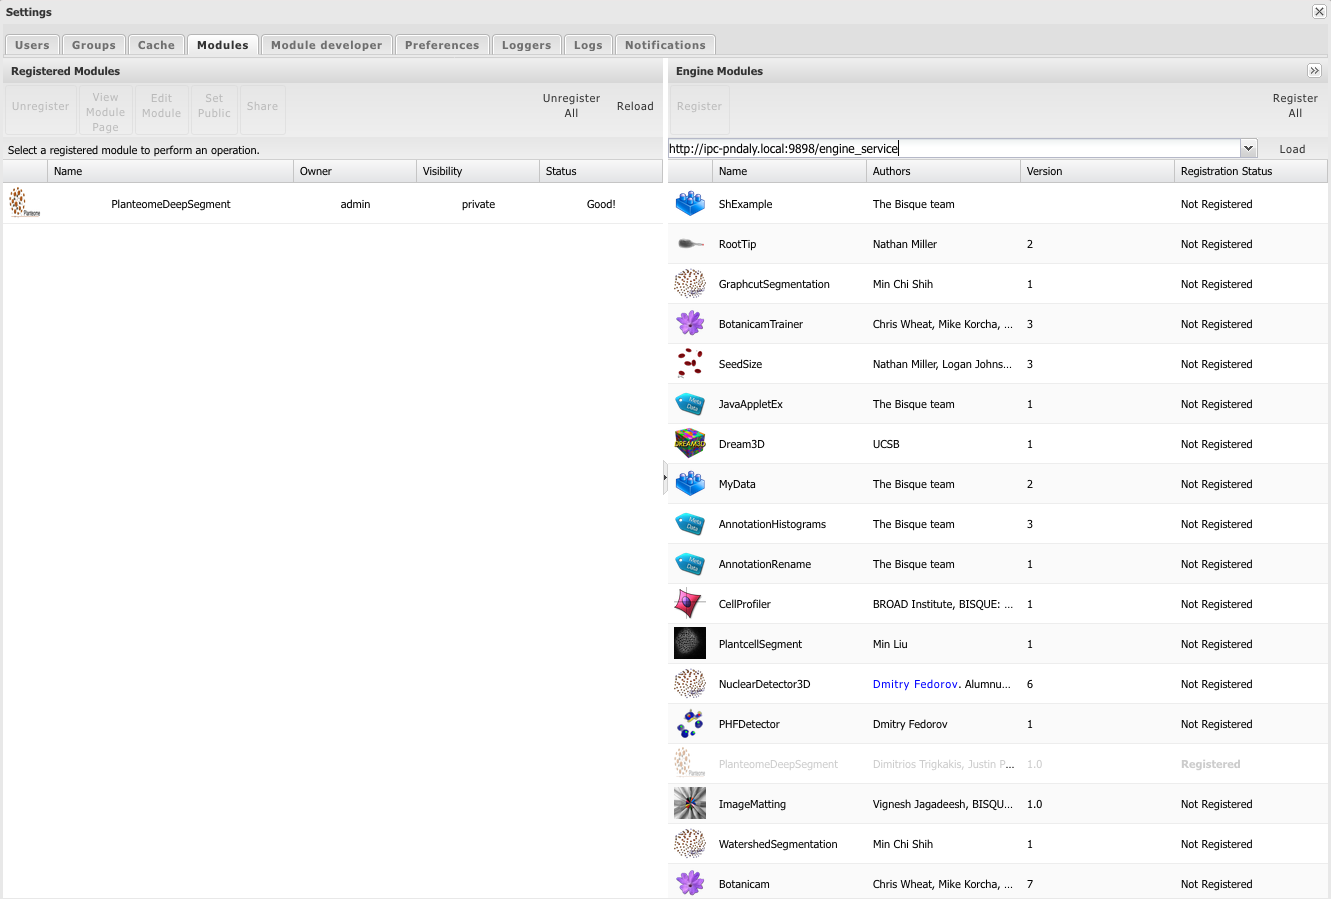 Settings
Users Groups Cache Modules Module developer Preferences Loggers Logs Notifications
Registered Modules
Unregister
View
Module
Page
Edit
Module
Set
Public
Share
Unregister
All
Reload
Select a registered module to perform an operation.
Name Owner Visibility Status
Planteome PlanteomeDeepSegment admin private Good!
Engine Modules
Register
Register
All
http://ipc-pndaly.local:9898/engine_service
Load
Name Authors Version Registration Status
ShExample The Bisque team Not Registered
RootTip Nathan Miller 2 Not Registered
GraphcutSegmentation Min Chi Shih 1 Not Registered
BotanicamTrainer Chris Wheat, Mike Korcha, ... 3 Not Registered
SeedSize Nathan Miller, Logan Johns... 3 Not Registered
Meta
Data
JavaAppletEx The Bisque team 1 Not Registered
DREAM3D Dream3D UCSB 1 Not Registered
MyData The Bisque team 2 Not Registered
Meta
Data
AnnotationHistograms The Bisque team 3 Not Registered
Meta
Data
AnnotationRename The Bisque team 1 Not Registered
CellProfiler BROAD Institute, BISQUE: ... 1 Not Registered
PlantcellSegment Min Liu 1 Not Registered
NuclearDetector3D Dmitry Fedorov. Alumnu... 6 Not Registered
PHFDetector Dmitry Fedorov 1 Not Registered
Planteome PlanteomeDeepSegment Dimitrios Trigkakis, Justin P... 1.0 Registered
ImageMatting Vignesh Jagadeesh, BISQU... 1.0 Not Registered
WatershedSegmentation Min Chi Shih 1 Not Registered
Botanicam Chris Wheat, Mike Korcha, ... 7 Not Registered